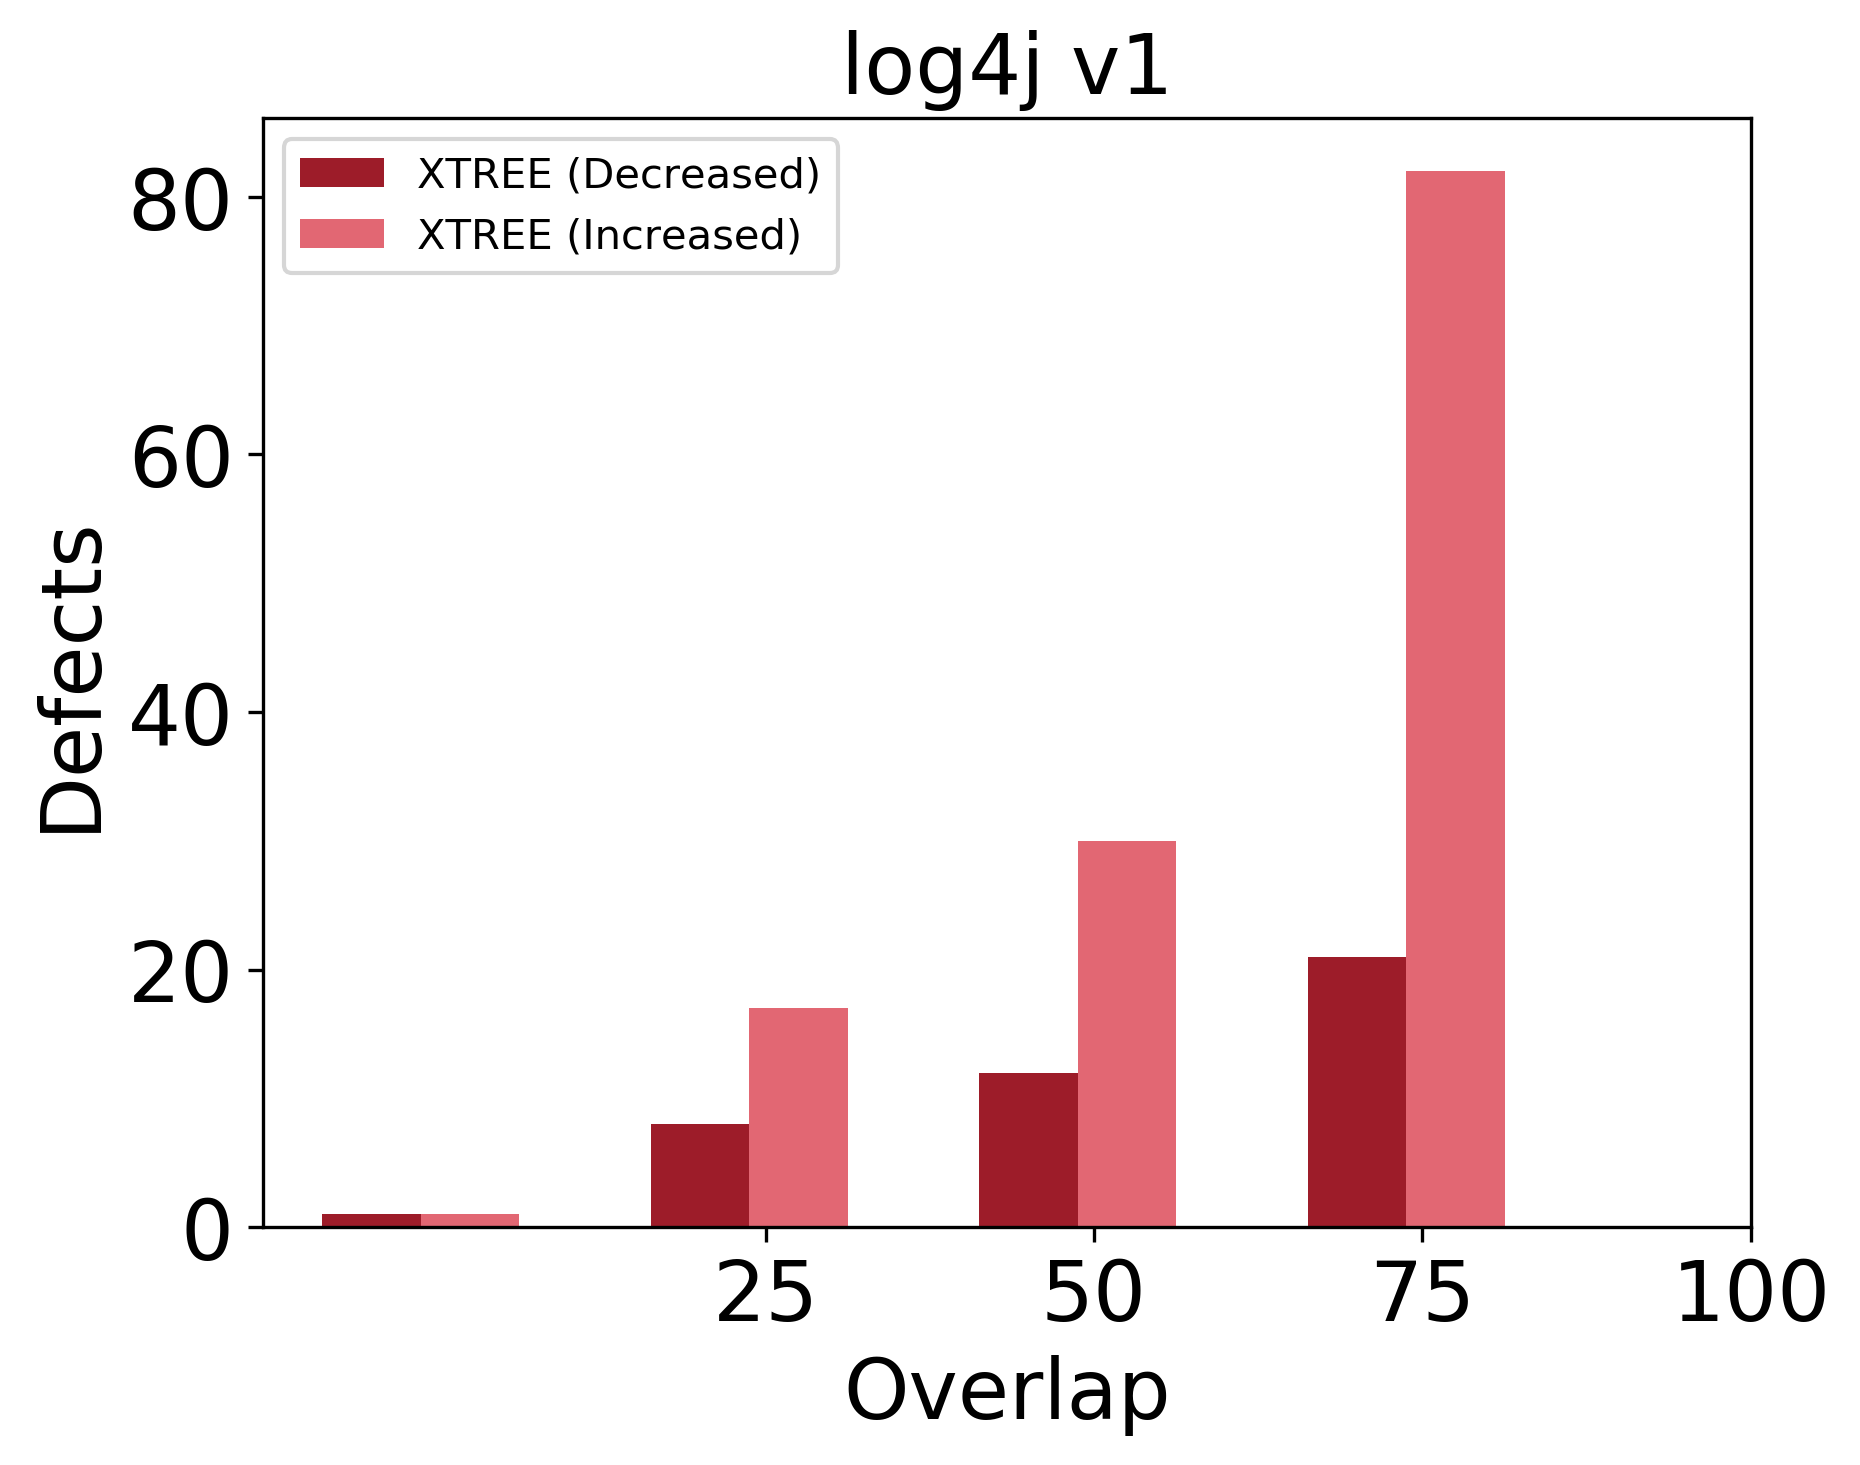 log4j v1
XTREE (Decreased)
XTREE (Increased)
80
60
40
20
0
Defects
25 50 75 100
Overlap